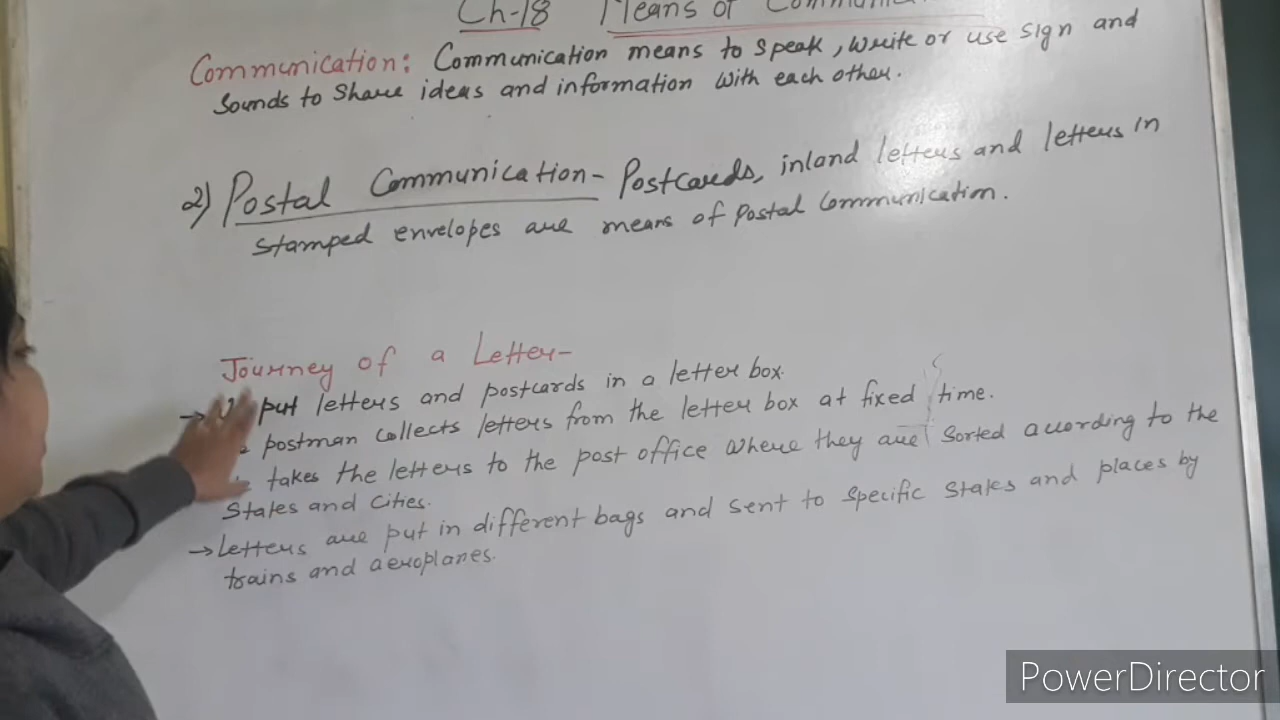 Ch-18 Means of
Communication: Communication means to speak, write or use sign and
sounds to share ideas and information with each other.
2) Postal Communication- Postcards, inland letters and letters in
stamped envelopes are means of Postal Communication.
Journey of a Letter-
→ put letters and postcards in a letter box.
postman collects letters from the letter box at fixed time.
takes the letters to the post office where they are sorted according to the
states and cities.
→ Letters are put in different bags and sent to specific states and places by
trains and aeroplanes.
PowerDirector